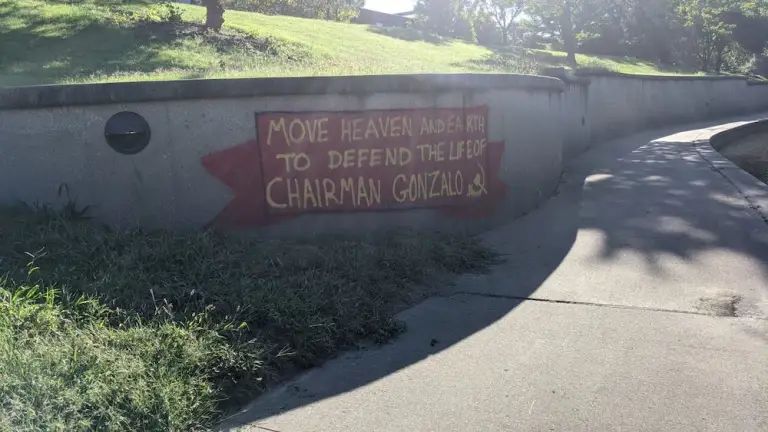 MOVE HEAVEN AND EARTH
TO DEFEND THE LIFE OF
CHAIRMAN GONZALO